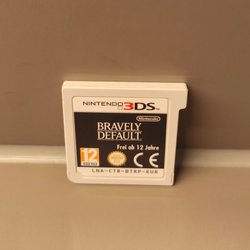 NINTENDO 3DS
Nintendo
BRAVELY
DEFAULT
Frei ab 12 Jahre
12
CE
LNA-CTR-BTRP-EUR